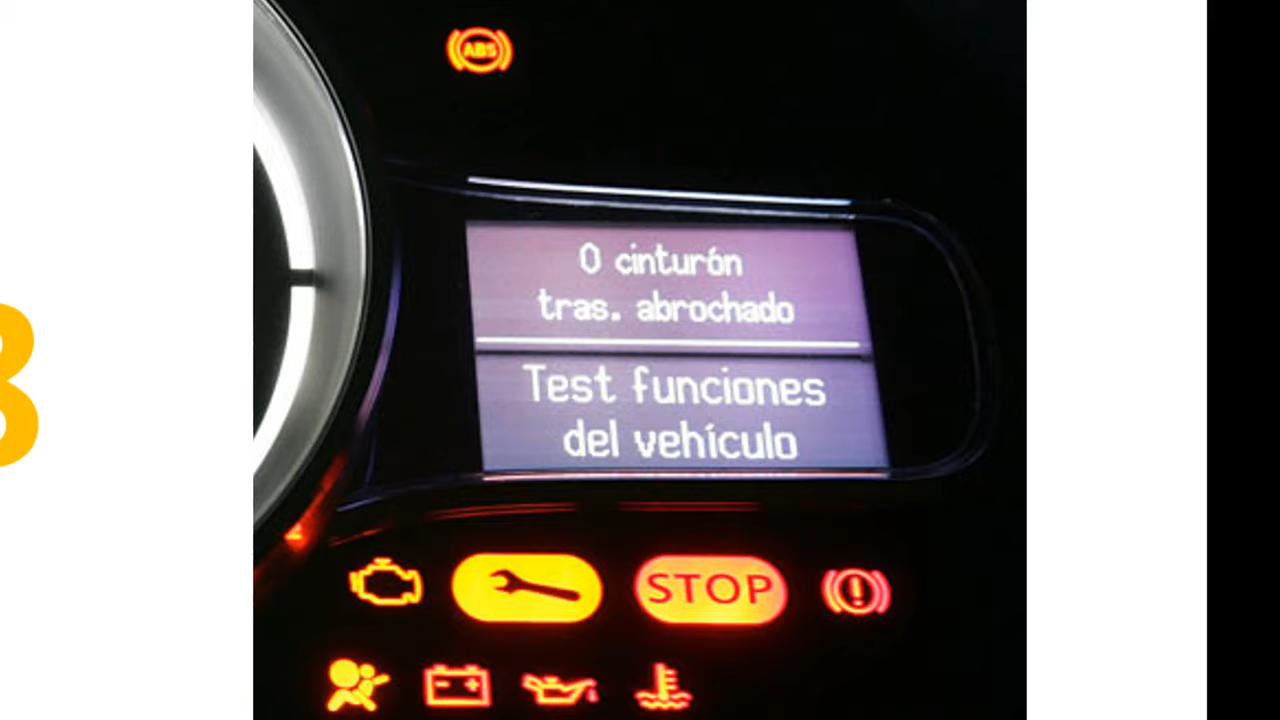 ABS
0 cinturón
tras. abrochado
Test funciones
del vehículo
STOP